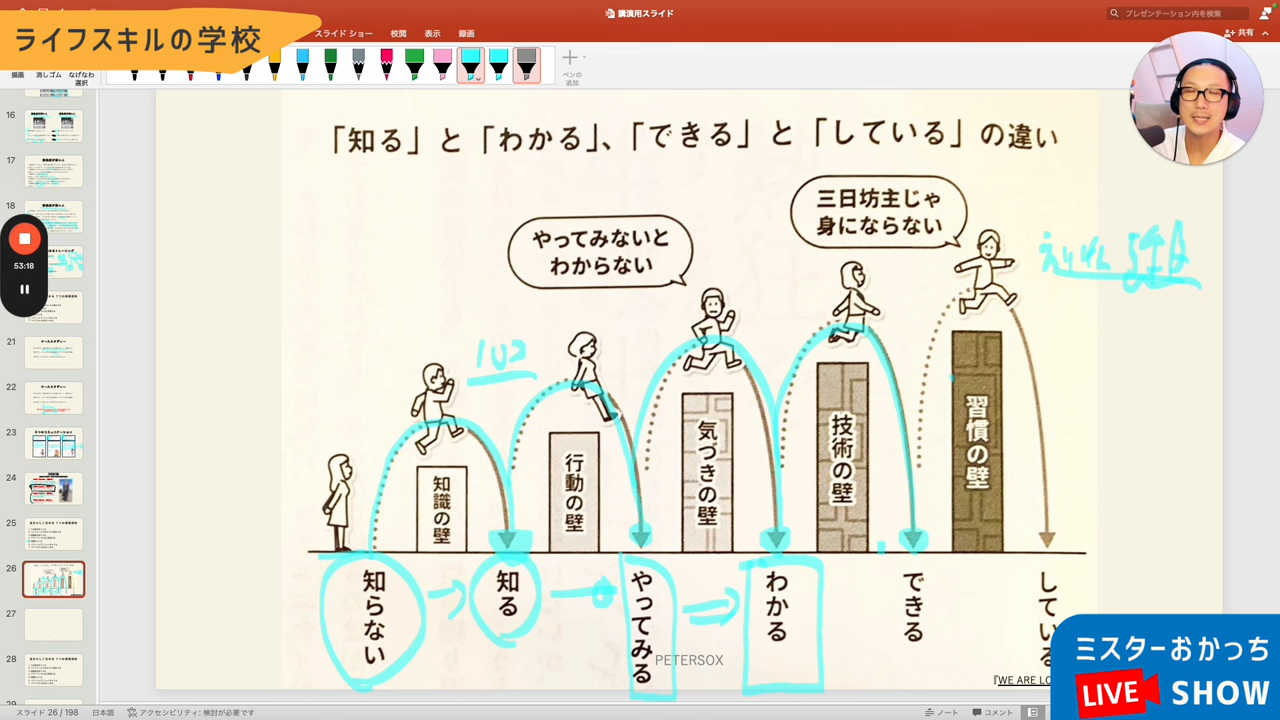 講演用スライド
プレゼンテーション内を検索
ライフスキルの学校
スライド ショー
校閲
表示
録画
共有
描画
消しゴム
なげなわ
選択
ペンの
追加
「知る」と「わかる」、「できる」と「している」の違い
三日坊主じゃ
身にならない
やってみないと
わからない
53:18
知識の壁
行動の壁
気づきの壁
技術の壁
習慣の壁
知らない
知る
やってみる
わかる
できる
している
PETERSOX
『WE ARE LO
16
17
18
21
22
23
24
25
26
27
28
29
ミスターおかっち
LIVE SHOW
スライド 26 / 198
日本語
アクセシビリティ: 検討が必要です
ノート
コメント